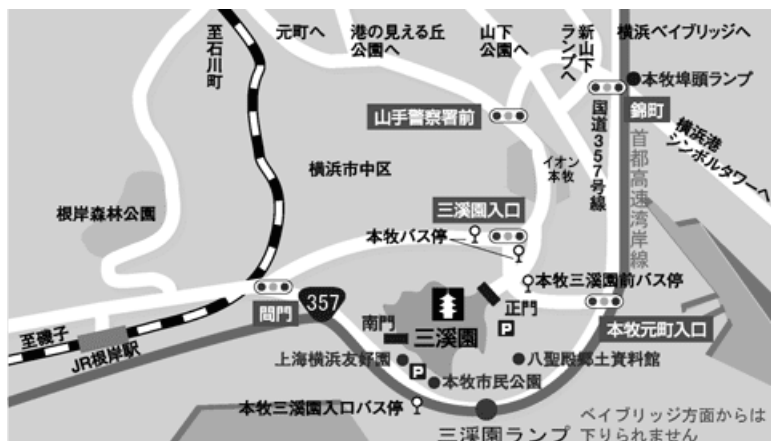 至石川町
元町へ
港の見える丘
公園へ
山下
公園へ
新山下
ランプへ
横浜ベイブリッジへ
本牧埠頭ランプ
山手警察署前
錦町
国道357号線
首都高速湾岸線
横浜港
シンボルタワーへ
イオン
本牧
横浜市中区
根岸森林公園
三溪園入口
本牧バス停
本牧三溪園前バス停
357
間門
正門
南門
三溪園
P
本牧元町入口
至磯子
JR根岸駅
上海横浜友好園
P
八聖殿郷土資料館
本牧市民公園
本牧三溪園入口バス停
三溪園ランプ
ベイブリッジ方面からは
下りられません